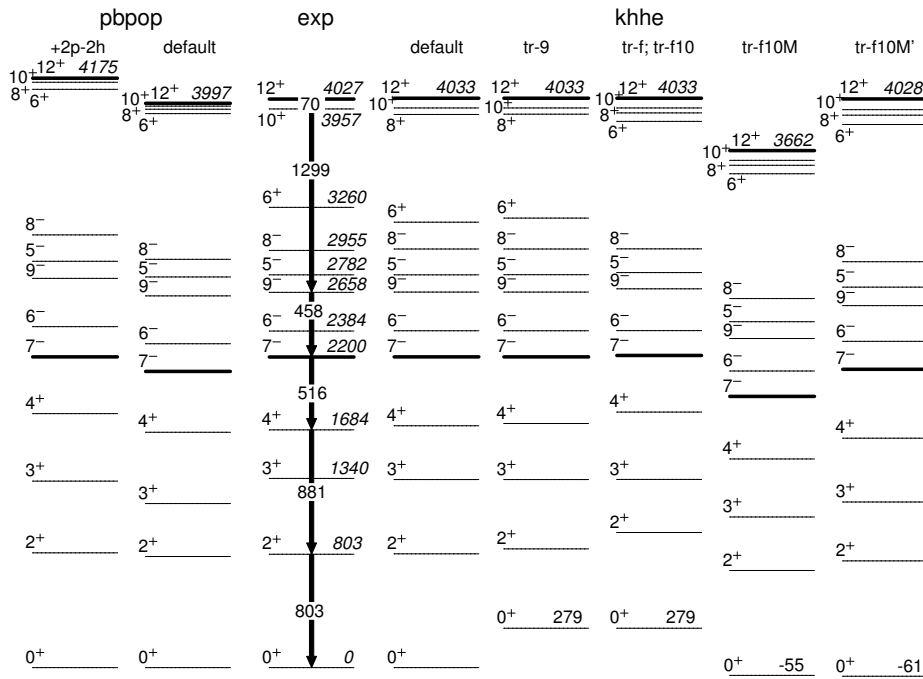 pbpop exp khhe
+2p-2h default default tr-9 tr-f; tr-f10 tr-f10M tr-f10M'
10⁺ 12⁺ 4175
8⁺
6⁺
10⁺ 12⁺ 3997
8⁺
6⁺
12⁺ 4027
70
10⁺ 3957
12⁺ 4033
10⁺
8⁺
12⁺ 4033
10⁺
8⁺
12⁺ 4033
10⁺
8⁺
6⁺
12⁺ 4028
10⁺
8⁺
6⁺
10⁺ 12⁺ 3662
8⁺
6⁺
1299
6⁺ 3260 6⁺ 6⁺
8⁻ 8⁻ 8⁻ 2955 8⁻ 8⁻ 8⁻ 8⁻ 8⁻
5⁻ 5⁻ 5⁻ 2782 5⁻ 5⁻ 5⁻ 5⁻ 5⁻
9⁻ 9⁻ 9⁻ 2658 9⁻ 9⁻ 9⁻ 9⁻ 9⁻
458
6⁻ 6⁻ 6⁻ 2384 6⁻ 6⁻ 6⁻ 6⁻ 6⁻
7⁻ 7⁻ 7⁻ 2200 7⁻ 7⁻ 7⁻ 7⁻ 7⁻
516
4⁺ 4⁺ 4⁺ 1684 4⁺ 4⁺ 4⁺ 4⁺ 4⁺
3⁺ 3⁺ 3⁺ 1340 3⁺ 3⁺ 3⁺ 3⁺ 3⁺
881
2⁺ 2⁺ 2⁺ 803 2⁺ 2⁺ 2⁺ 2⁺ 2⁺
803
0⁺ 279 0⁺ 279
0⁺ 0⁺ 0⁺ 0 0⁺ 0⁺ -55 0⁺ -61